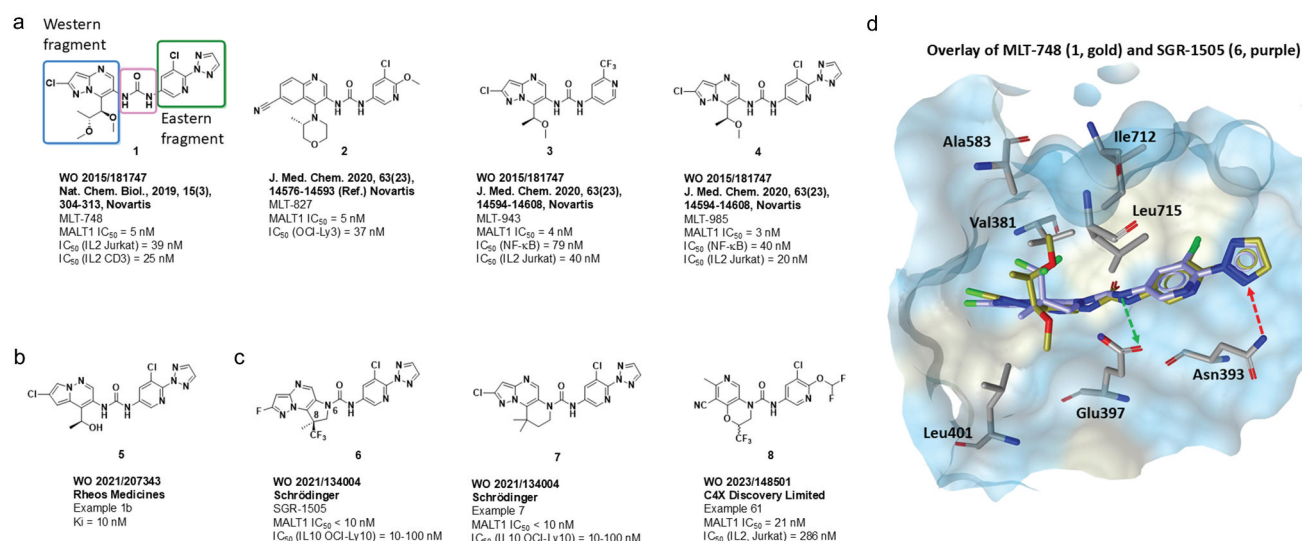 a
Western
fragment
Eastern
fragment
1
WO 2015/181747
Nat. Chem. Biol., 2019, 15(3),
304-313, Novartis
MLT-748
MALT1 IC50 = 5 nM
IC50 (IL2 Jurkat) = 39 nM
IC50 (IL2 CD3) = 25 nM
2
J. Med. Chem. 2020, 63(23),
14576-14593 (Ref.) Novartis
MLT-827
MALT1 IC50 = 5 nM
IC50 (OCI-Ly3) = 37 nM
3
WO 2015/181747
J. Med. Chem. 2020, 63(23),
14594-14608, Novartis
MLT-943
MALT1 IC50 = 4 nM
IC50 (NF-κB) = 79 nM
IC50 (IL2 Jurkat) = 40 nM
4
WO 2015/181747
J. Med. Chem. 2020, 63(23),
14594-14608, Novartis
MLT-985
MALT1 IC50 = 3 nM
IC50 (NF-κB) = 40 nM
IC50 (IL2 Jurkat) = 20 nM
b
5
WO 2021/207343
Rheos Medicines
Example 1b
Ki = 10 nM
c
8
6
6
WO 2021/134004
Schrödinger
SGR-1505
MALT1 IC50 < 10 nM
IC50 (IL10 OCI-Ly10) = 10-100 nM
7
WO 2021/134004
Schrödinger
Example 7
MALT1 IC50 < 10 nM
IC50 (IL10 OCI-Ly10) = 10-100 nM
8
WO 2023/148501
C4X Discovery Limited
Example 61
MALT1 IC50 = 21 nM
IC50 (IL2, Jurkat) = 286 nM
d
Overlay of MLT-748 (1, gold) and SGR-1505 (6, purple)
Ala583
Ile712
Val381
Leu715
Asn393
Glu397
Leu401